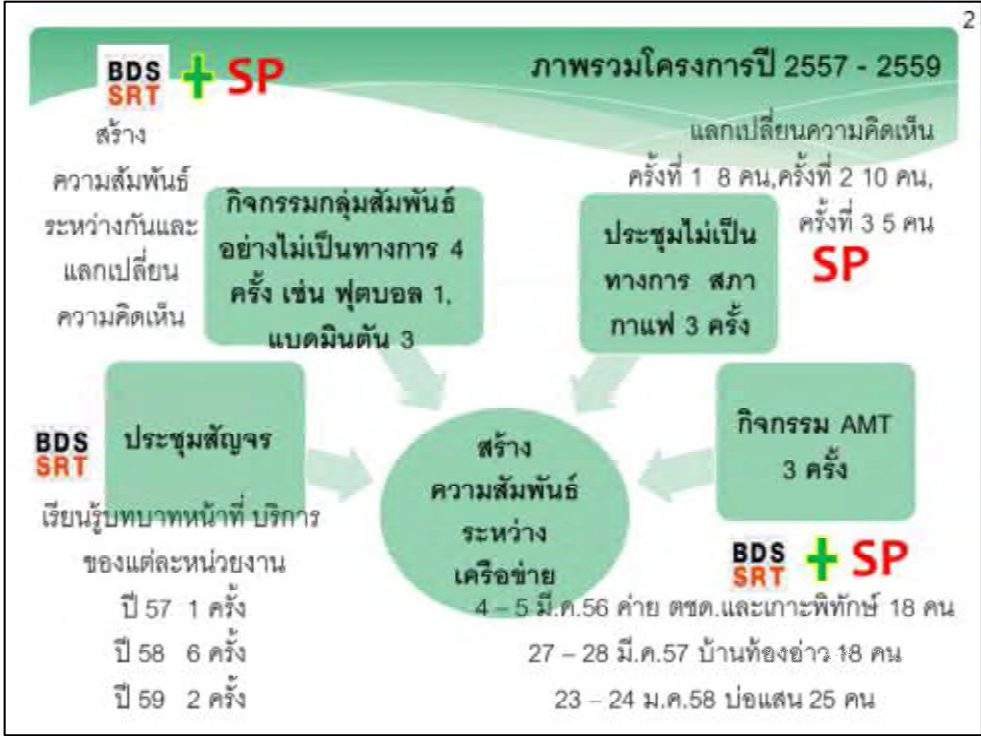 2
BDS
SRT
+ SP
ภาพรวมโครงการปี 2557 - 2559
สร้าง
ความสัมพันธ์
ระหว่างกันและ
แลกเปลี่ยน
ความคิดเห็น
กิจกรรมกลุ่มสัมพันธ์
อย่างไม่เป็นทางการ 4
ครั้ง เช่น ฟุตบอล 1,
แบดมินตัน 3
ประชุมไม่เป็น
ทางการ สภา
กาแฟ 3 ครั้ง
แลกเปลี่ยนความคิดเห็น
ครั้งที่ 1 8 คน,ครั้งที่ 2 10 คน,
ครั้งที่ 3 5 คน
SP
BDS
SRT
ประชุมสัญจร
เรียนรู้บทบาทหน้าที่ บริการ
ของแต่ละหน่วยงาน
ปี 57 1 ครั้ง
ปี 58 6 ครั้ง
ปี 59 2 ครั้ง
สร้าง
ความสัมพันธ์
ระหว่าง
เครือข่าย
กิจกรรม AMT
3 ครั้ง
BDS
SRT
+ SP
4 – 5 มี.ค.56 ค่าย ตชด.และเกาะพิทักษ์ 18 คน
27 – 28 มี.ค.57 บ้านท้องอ่าว 18 คน
23 – 24 ม.ค.58 บ่อแสน 25 คน